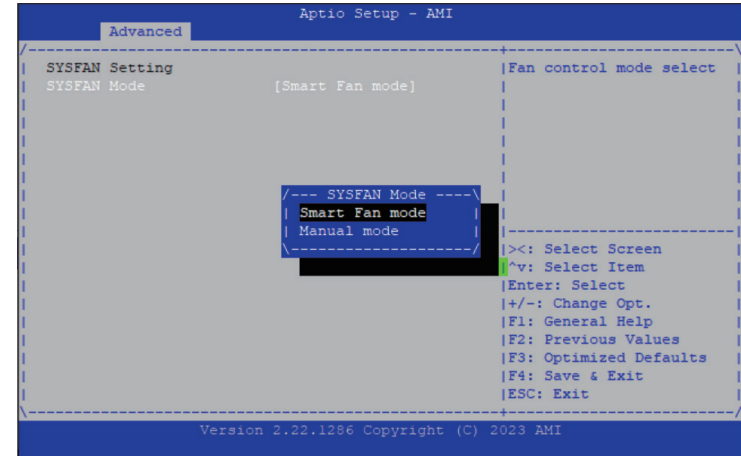 Aptio Setup - AMI
Advanced
SYSFAN Setting
SYSFAN Mode [Smart Fan mode]
Fan control mode select
/--- SYSFAN Mode ----\
| Smart Fan mode |
| Manual mode |
\--------------------/
><: Select Screen
^v: Select Item
Enter: Select
+/-: Change Opt.
F1: General Help
F2: Previous Values
F3: Optimized Defaults
F4: Save & Exit
ESC: Exit
Version 2.22.1286 Copyright (C) 2023 AMI